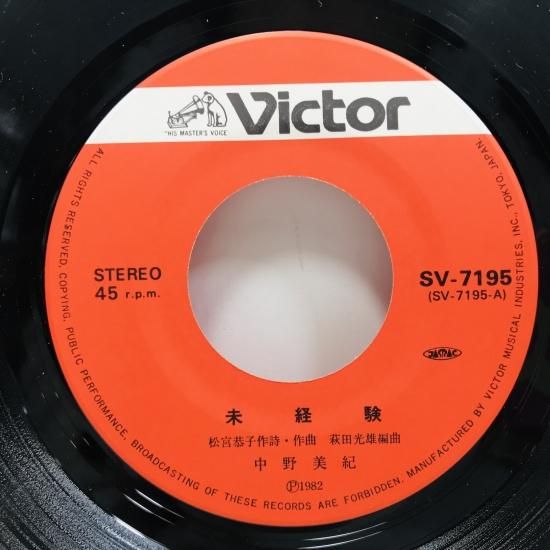 Victor
"HIS MASTER'S VOICE"
STEREO
45 r.p.m.
SV-7195
(SV-7195-A)
JASRAC
未経験
松宮恭子作詩・作曲 萩田光雄編曲
中野美紀
Ⓟ1982
ALL RIGHTS RESERVED. COPYING, PUBLIC PERFORMANCE, BROADCASTING OF THESE RECORDS ARE FORBIDDEN. MANUFACTURED BY VICTOR MUSICAL INDUSTRIES, INC., TOKYO, JAPAN.